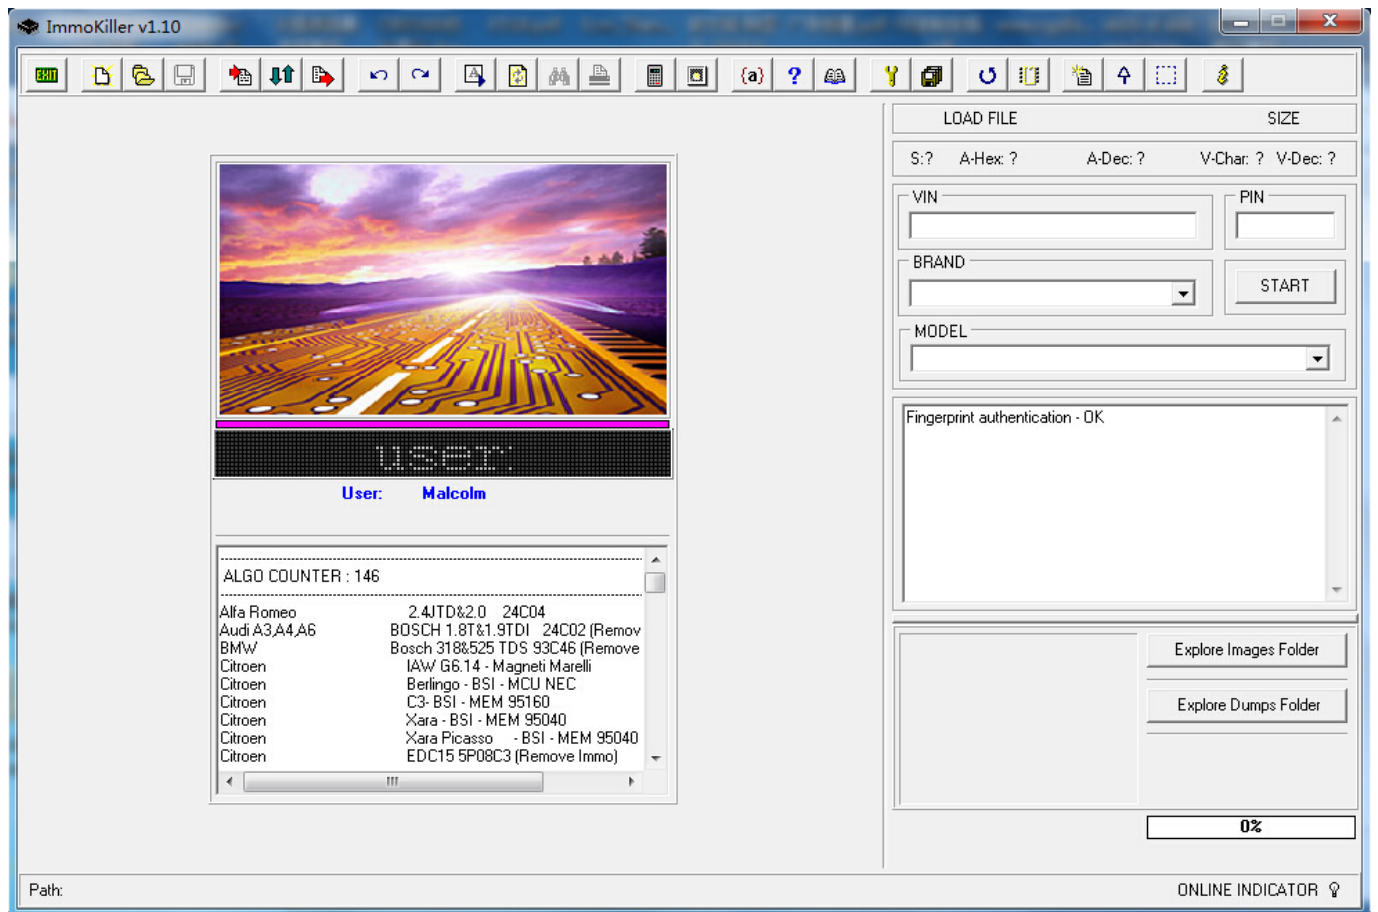 ImmoKiller v1.10
EXIT
{a}
?
LOAD FILE SIZE
S:? A-Hex: ? A-Dec: ? V-Char: ? V-Dec: ?
VIN PIN
BRAND
START
MODEL
Fingerprint authentication - OK
user:
User: Malcolm
ALGO COUNTER : 146
Alfa Romeo 2.4JTD&2.0 24C04
Audi A3,A4,A6 BOSCH 1.8T&1.9TDI 24C02 (Remov
BMW Bosch 318&525 TDS 93C46 (Remove
Citroen IAW G6.14 - Magneti Marelli
Citroen Berlingo - BSI - MCU NEC
Citroen C3- BSI - MEM 95160
Citroen Xara - BSI - MEM 95040
Citroen Xara Picasso - BSI - MEM 95040
Citroen EDC15 5P08C3 (Remove Immo)
Explore Images Folder
Explore Dumps Folder
0%
Path:
ONLINE INDICATOR